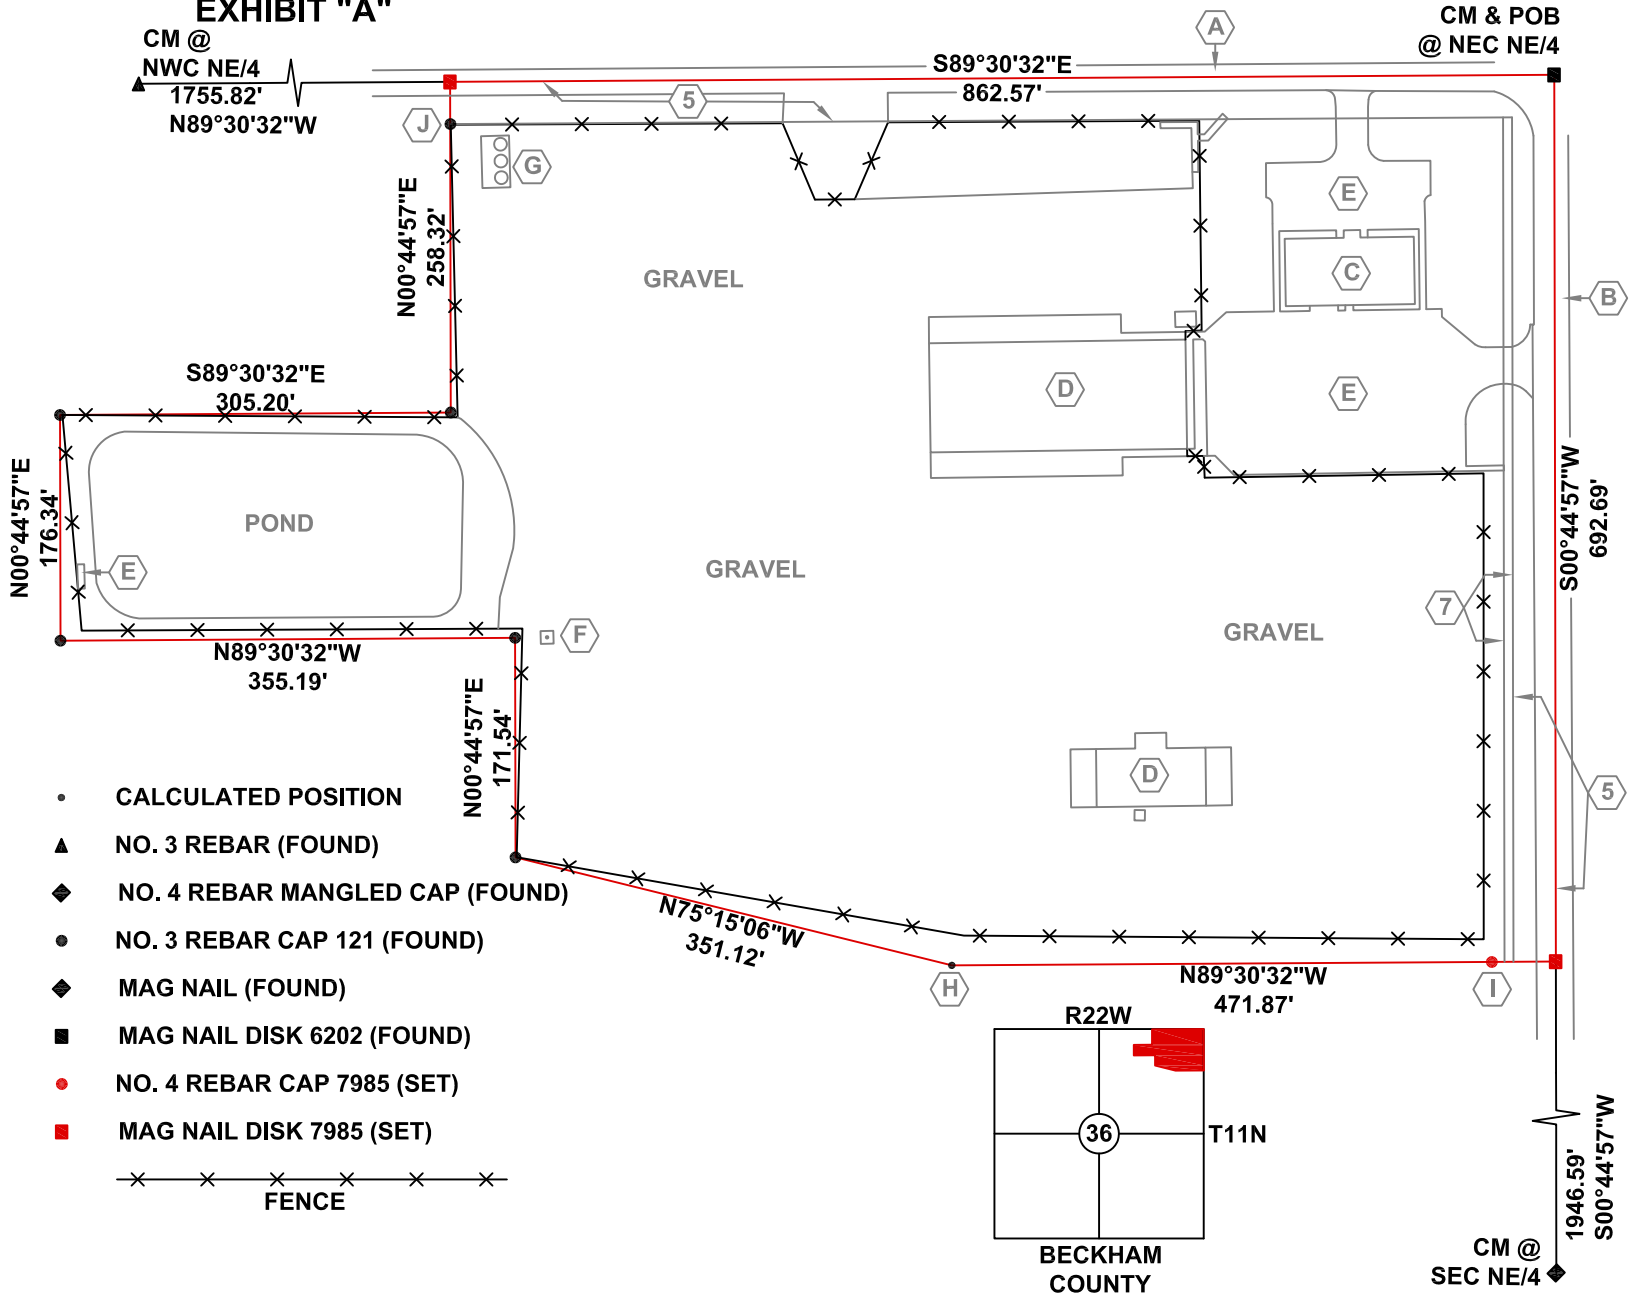 EXHIBIT "A"
CM @
NWC NE/4
1755.82'
N89°30'32"W
CM & POB
@ NEC NE/4
A
S89°30'32"E
862.57'
5
J
G
E
C
B
N00°44'57"E
258.32'
GRAVEL
S89°30'32"E
305.20'
D
E
N00°44'57"E
176.34'
POND
E
S00°44'57"W
692.69'
GRAVEL
7
F
GRAVEL
N89°30'32"W
355.19'
N00°44'57"E
171.54'
D
5
CALCULATED POSITION
NO. 3 REBAR (FOUND)
NO. 4 REBAR MANGLED CAP (FOUND)
NO. 3 REBAR CAP 121 (FOUND)
MAG NAIL (FOUND)
MAG NAIL DISK 6202 (FOUND)
NO. 4 REBAR CAP 7985 (SET)
MAG NAIL DISK 7985 (SET)
FENCE
N75°15'06"W
351.12'
H
N89°30'32"W
471.87'
I
R22W
36
T11N
BECKHAM
COUNTY
1946.59'
S00°44'57"W
CM @
SEC NE/4